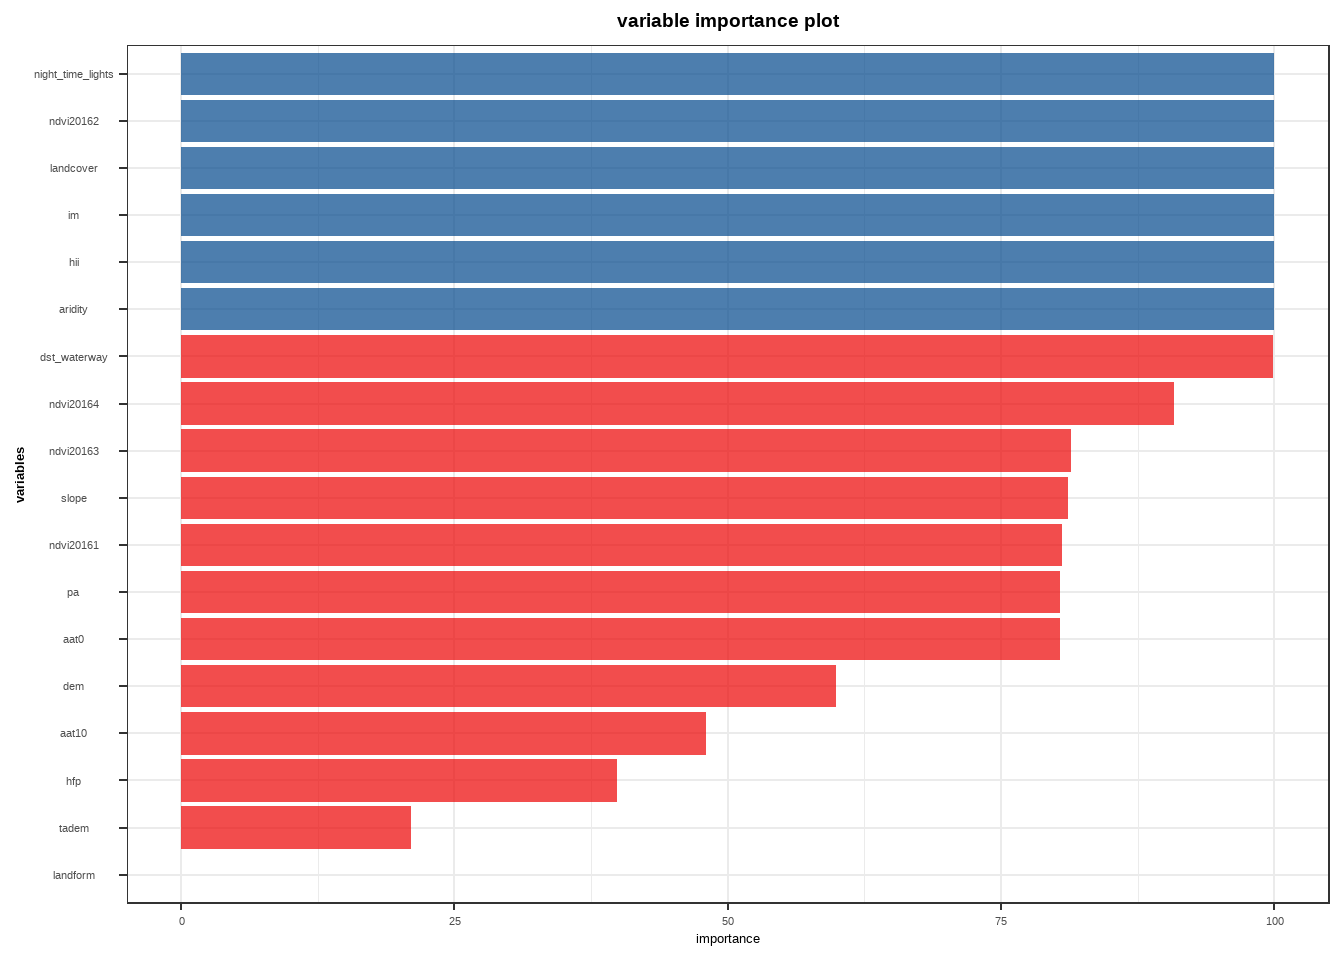 variable importance plot
night_time_lights
ndvi20162
landcover
im
hii
aridity
dst_waterway
ndvi20164
ndvi20163
slope
ndvi20161
pa
aat0
dem
aat10
hfp
tadem
landform
variables
0 25 50 75 100
importance